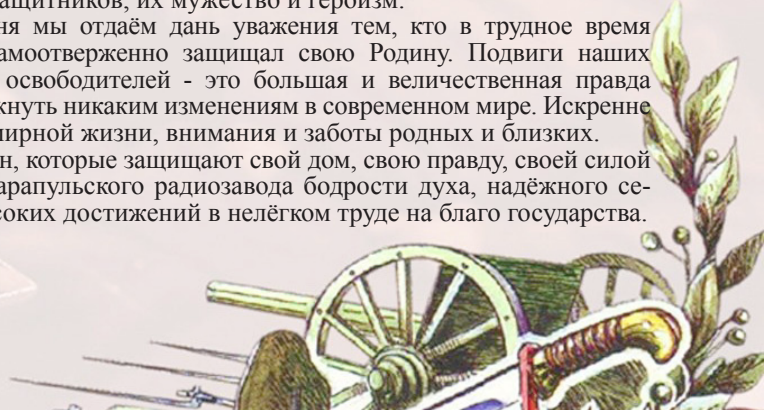 защитников, их мужество и героизм.
ня мы отдаём дань уважения тем, кто в трудное время
амоотверженно защищал свою Родину. Подвиги наших
освободителей - это большая и величественная правда
кнуть никаким изменениям в современном мире. Искренне
мирной жизни, внимания и заботы родных и близких.
н, которые защищают свой дом, свою правду, своей силой
арапульского радиозавода бодрости духа, надёжного се-
соких достижений в нелёгком труде на благо государства.